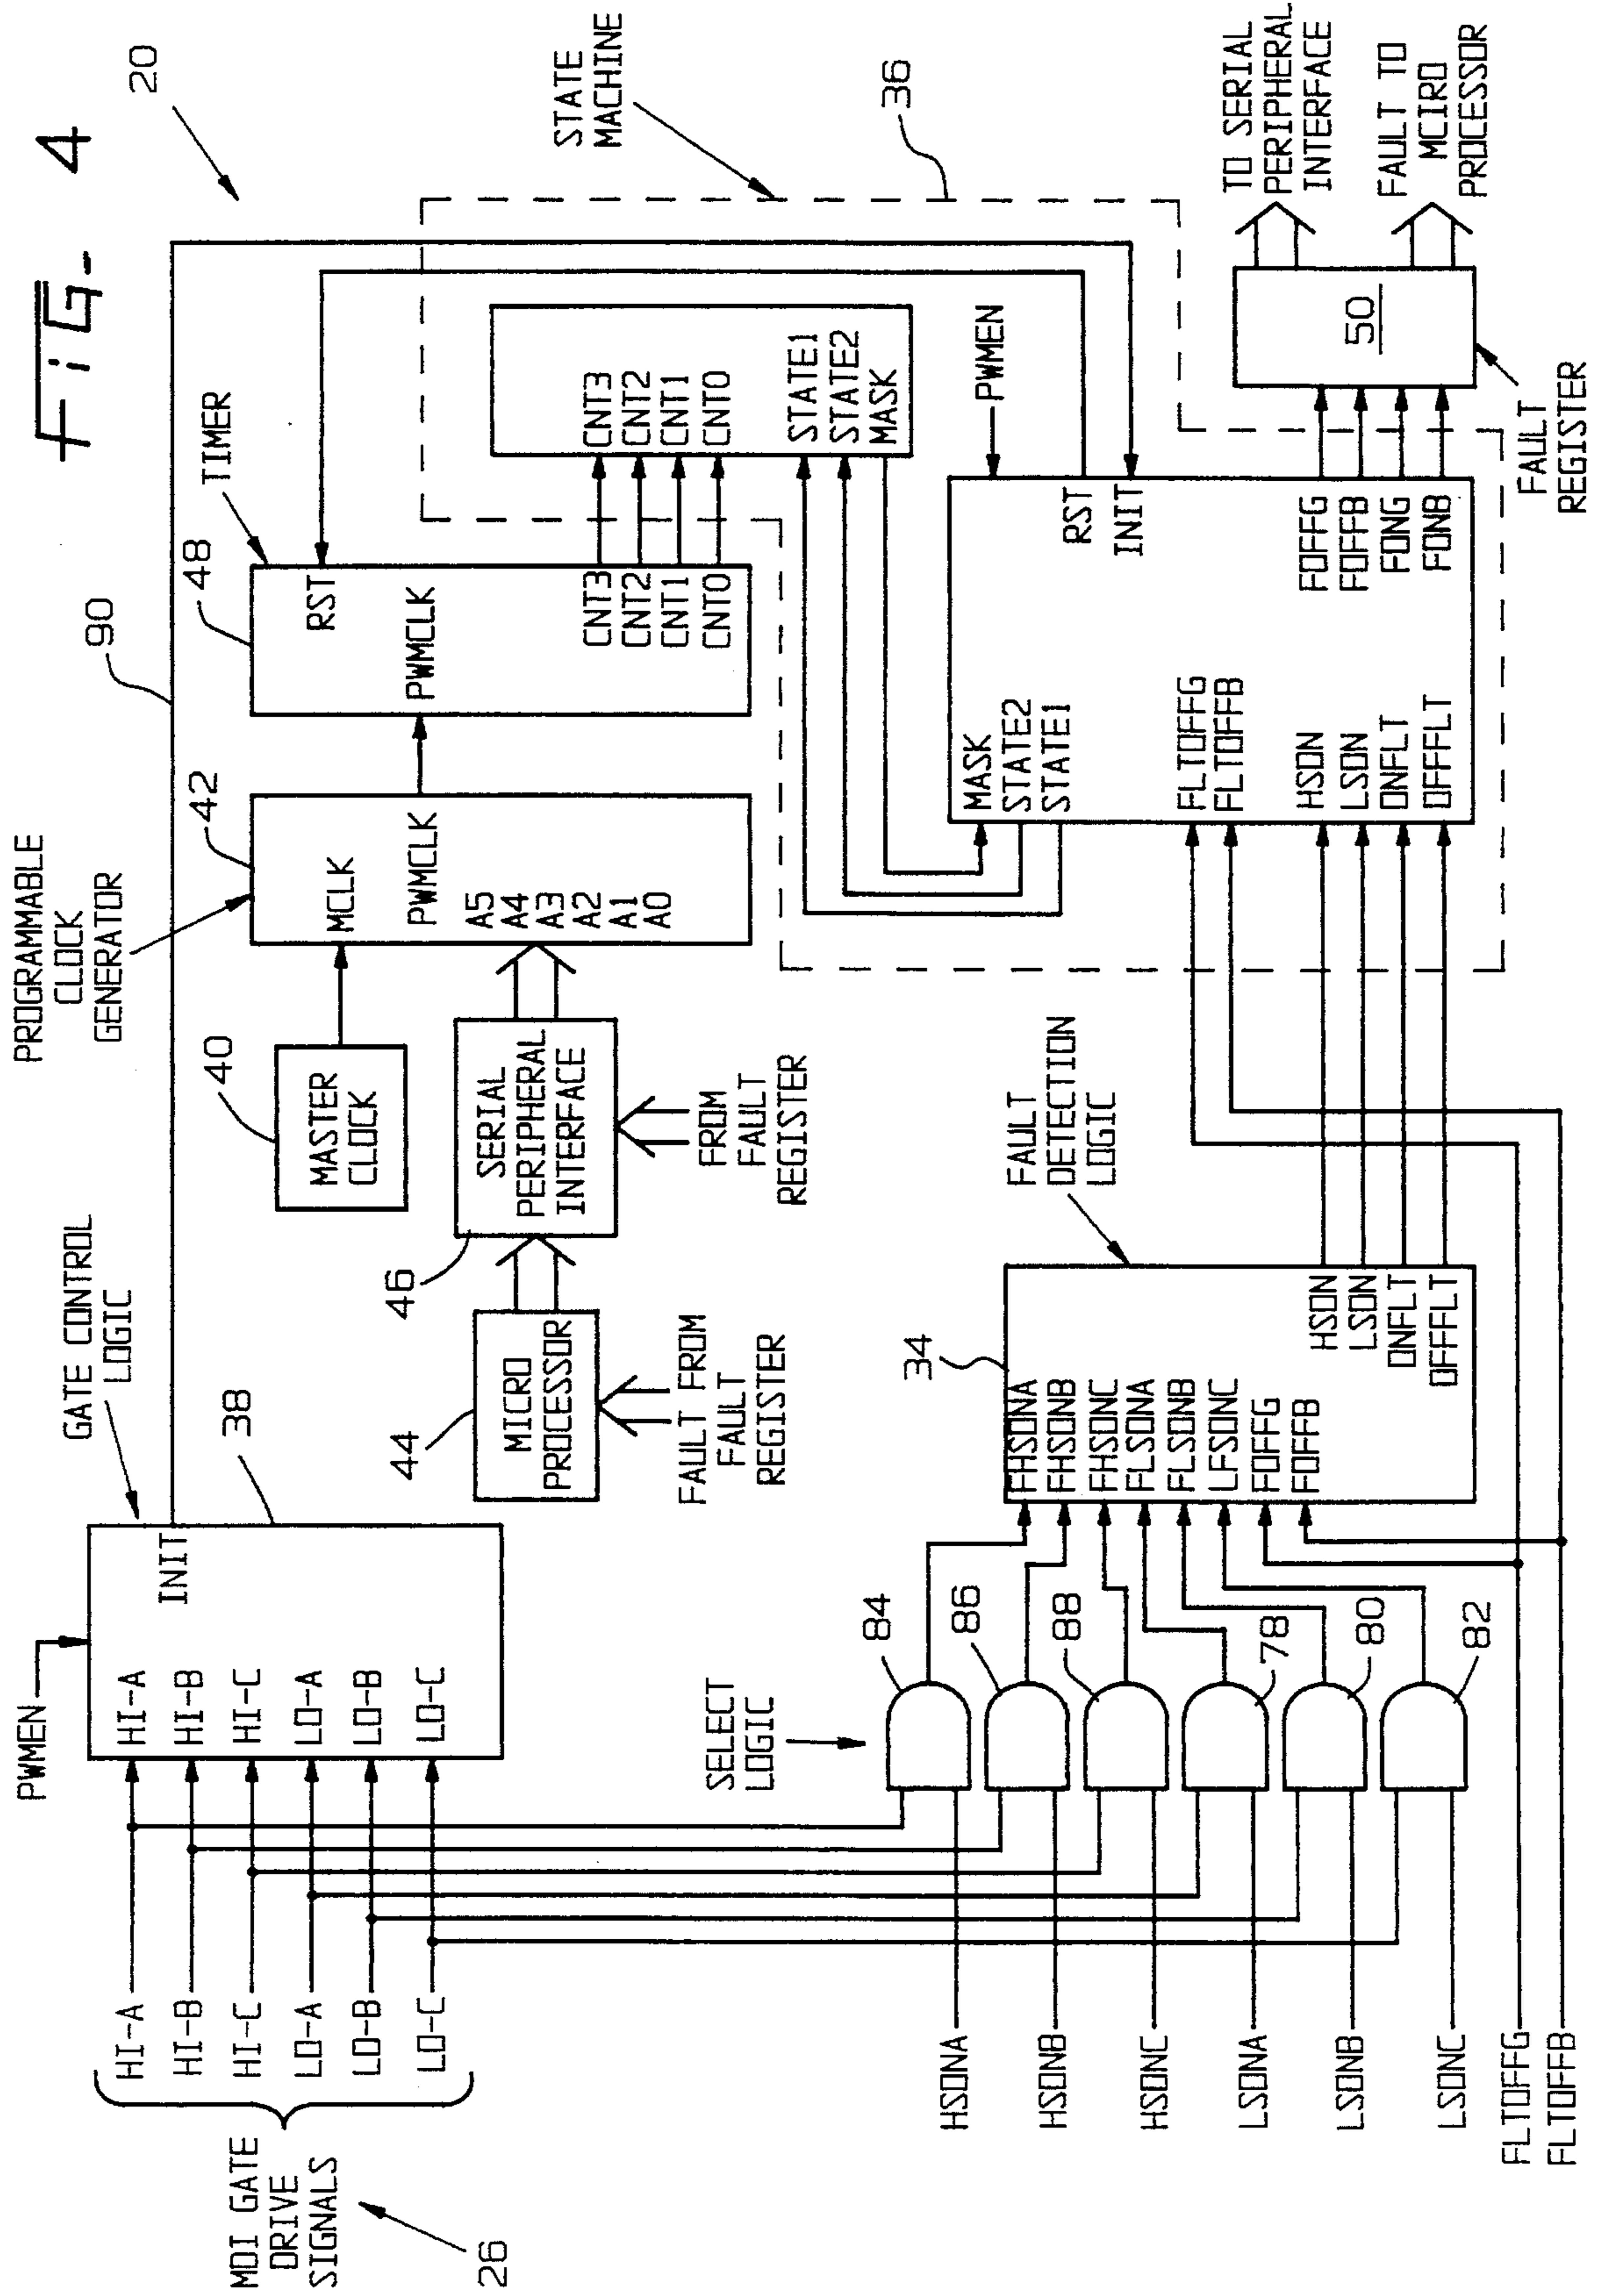 FIG- 4
20
MDI GATE
DRIVE
SIGNALS
26
HI-A
HI-B
HI-C
LO-A
LO-B
LO-C
PWMEN
HI-A
HI-B
HI-C
LO-A
LO-B
LO-C
INIT
GATE CONTROL
LOGIC
38
90
PROGRAMMABLE
CLOCK
GENERATOR
40
MASTER
CLOCK
42
MCLK
PWMCLK
A5
A4
A3
A2
A1
A0
44
MICRO
PROCESSOR
FAULT FROM
FAULT
REGISTER
46
SERIAL
PERIPHERAL
INTERFACE
FROM
FAULT
REGISTER
48
TIMER
RST
PWMCLK
CNT3
CNT2
CNT1
CNT0
STATE
MACHINE
36
CNT3
CNT2
CNT1
CNT0
STATE1
STATE2
MASK
PWMEN
MASK
STATE2
STATE1
RST
INIT
FLTOFFG
FLTOFFB
HSON
LSON
ONFLT
OFFFLT
FOFFG
FOFFB
FONG
FONB
50
FAULT
REGISTER
TO SERIAL
PERIPHERAL
INTERFACE
FAULT TO
MCIRO
PROCESSOR
SELECT
LOGIC
84
86
88
78
80
82
HSONA
HSONB
HSONC
LSONA
LSONB
LSONC
FLTOFFG
FLTOFFB
34
FAULT
DETECTION
LOGIC
FHSONA
FHSONB
FHSONC
FLSONA
FLSONB
LFSONC
FOFFG
FOFFB
HSON
LSON
ONFLT
OFFFLT